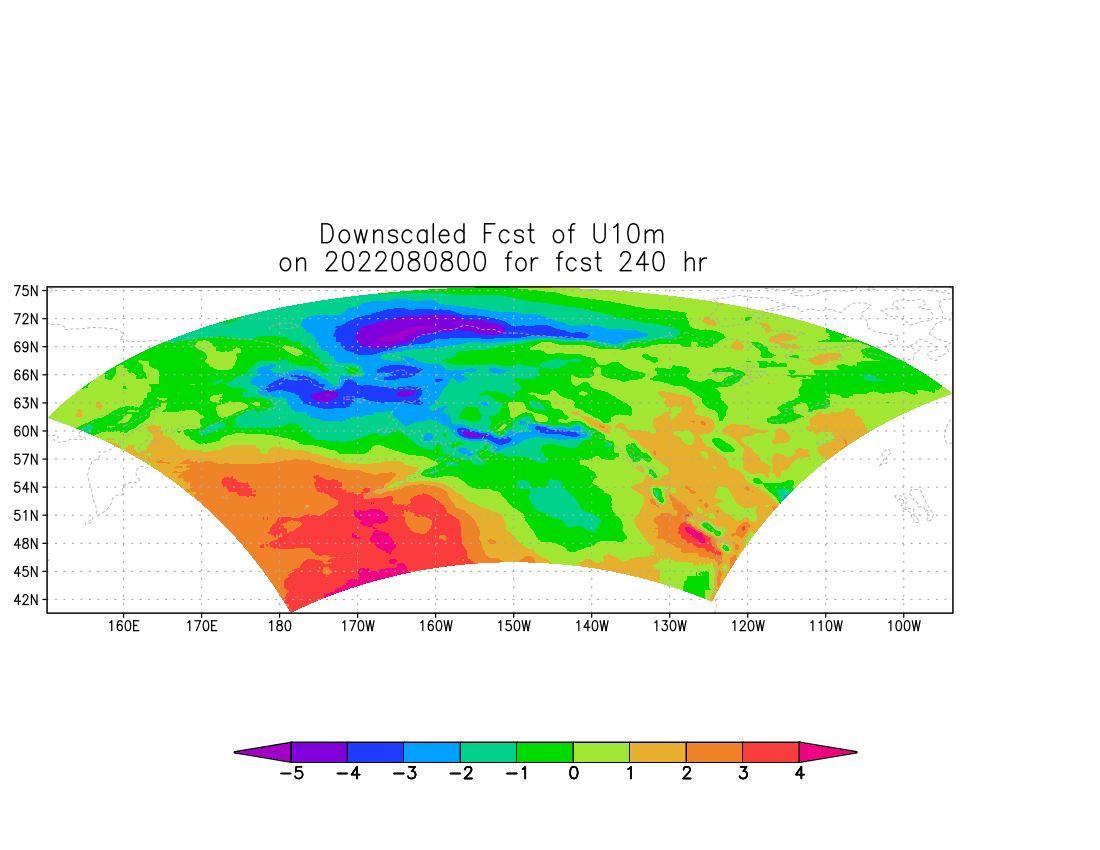 Downscaled Fcst of U10m
on 2022080800 for fcst 240 hr
75N
72N
69N
66N
63N
60N
57N
54N
51N
48N
45N
42N
160E 170E 180 170W 160W 150W 140W 130W 120W 110W 100W
-5 -4 -3 -2 -1 0 1 2 3 4